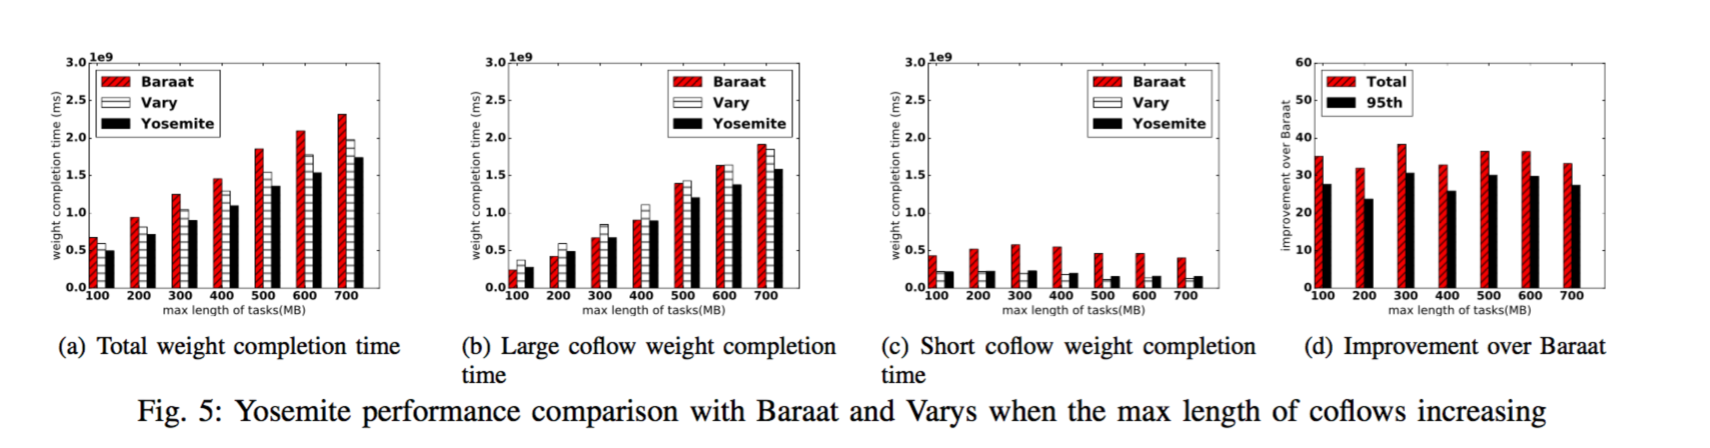 1e9
3.0
2.5
2.0
1.5
1.0
0.5
0.0
weight completion time (ms)
Baraat
Vary
Yosemite
100 200 300 400 500 600 700
max length of tasks(MB)
(a) Total weight completion time
1e9
3.0
2.5
2.0
1.5
1.0
0.5
0.0
weight completion time (ms)
Baraat
Vary
Yosemite
100 200 300 400 500 600 700
max length of tasks(MB)
(b) Large coflow weight completion
time
1e9
3.0
2.5
2.0
1.5
1.0
0.5
0.0
weight completion time (ms)
Baraat
Vary
Yosemite
100 200 300 400 500 600 700
max length of tasks(MB)
(c) Short coflow weight completion
time
60
50
40
30
20
10
0
improvement over Baraat
Total
95th
100 200 300 400 500 600 700
max length of tasks(MB)
(d) Improvement over Baraat
Fig. 5: Yosemite performance comparison with Baraat and Varys when the max length of coflows increasing